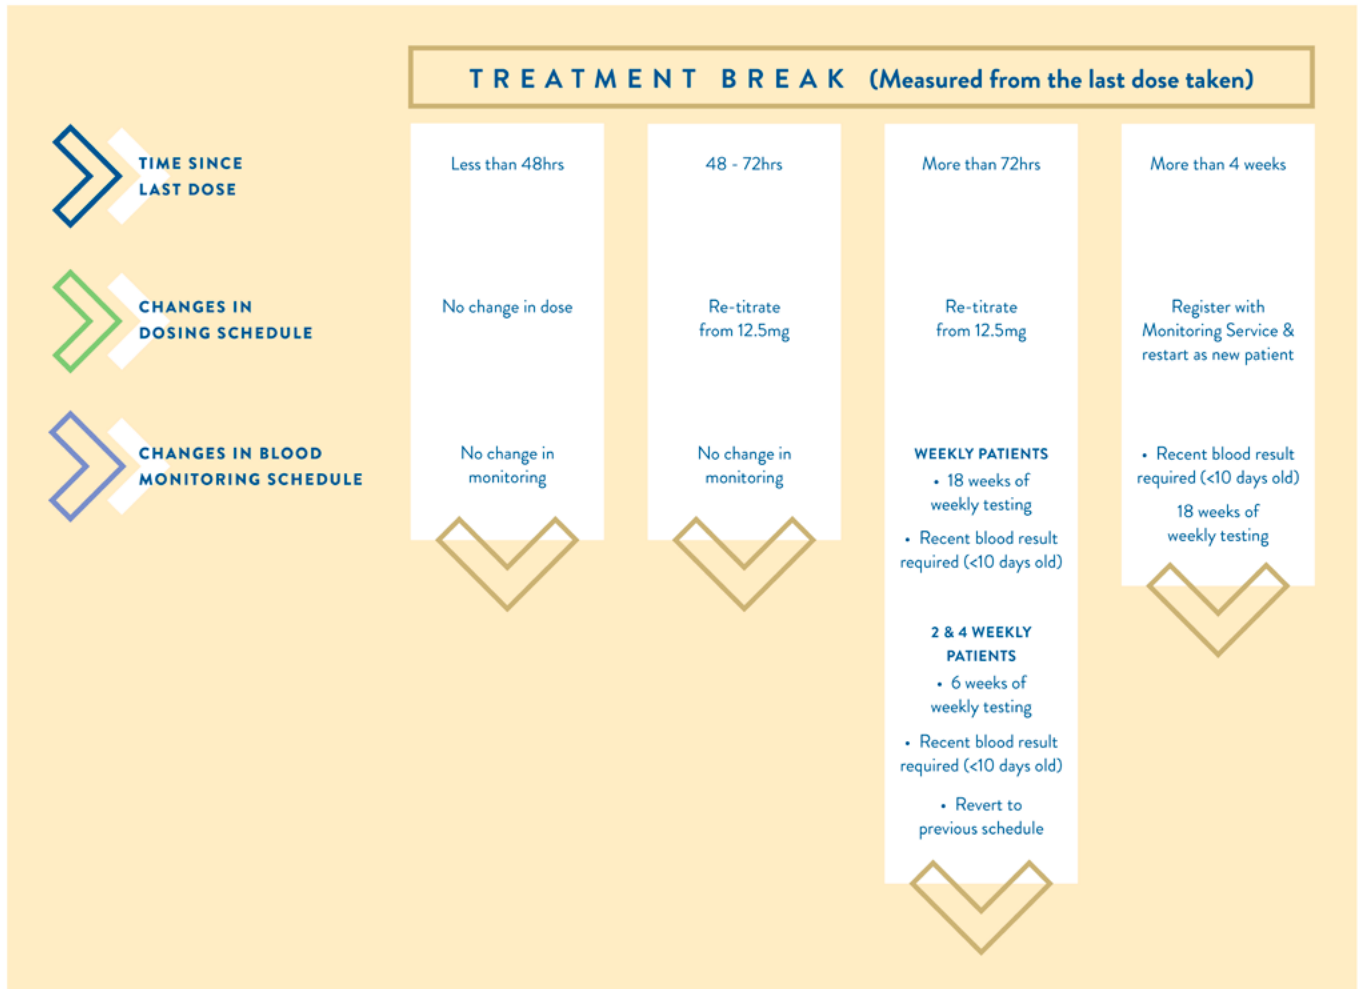 TREATMENT BREAK (Measured from the last dose taken)
TIME SINCE
LAST DOSE
Less than 48hrs
48 - 72hrs
More than 72hrs
More than 4 weeks
CHANGES IN
DOSING SCHEDULE
No change in dose
Re-titrate
from 12.5mg
Re-titrate
from 12.5mg
Register with
Monitoring Service &
restart as new patient
CHANGES IN BLOOD
MONITORING SCHEDULE
No change in
monitoring
No change in
monitoring
WEEKLY PATIENTS
• 18 weeks of
weekly testing
• Recent blood result
required (<10 days old)
2 & 4 WEEKLY
PATIENTS
• 6 weeks of
weekly testing
• Recent blood result
required (<10 days old)
• Revert to
previous schedule
• Recent blood result
required (<10 days old)
18 weeks of
weekly testing